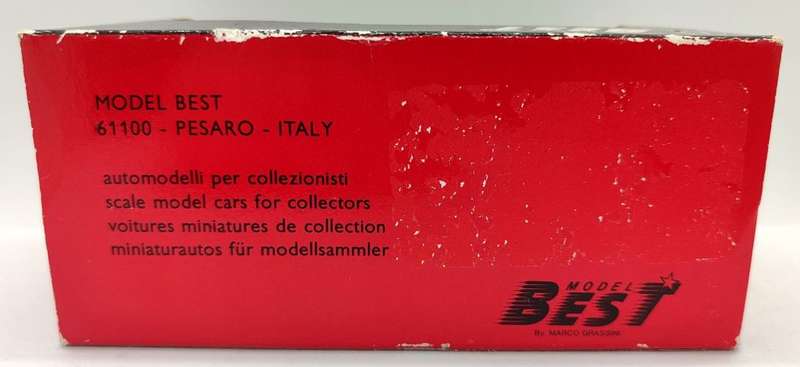 MODEL BEST
61100 - PESARO - ITALY
automodelli per collezionisti
scale model cars for collectors
voitures miniatures de collection
miniaturautos für modellsammler
MODEL
BEST
By MARCO GRASSINI